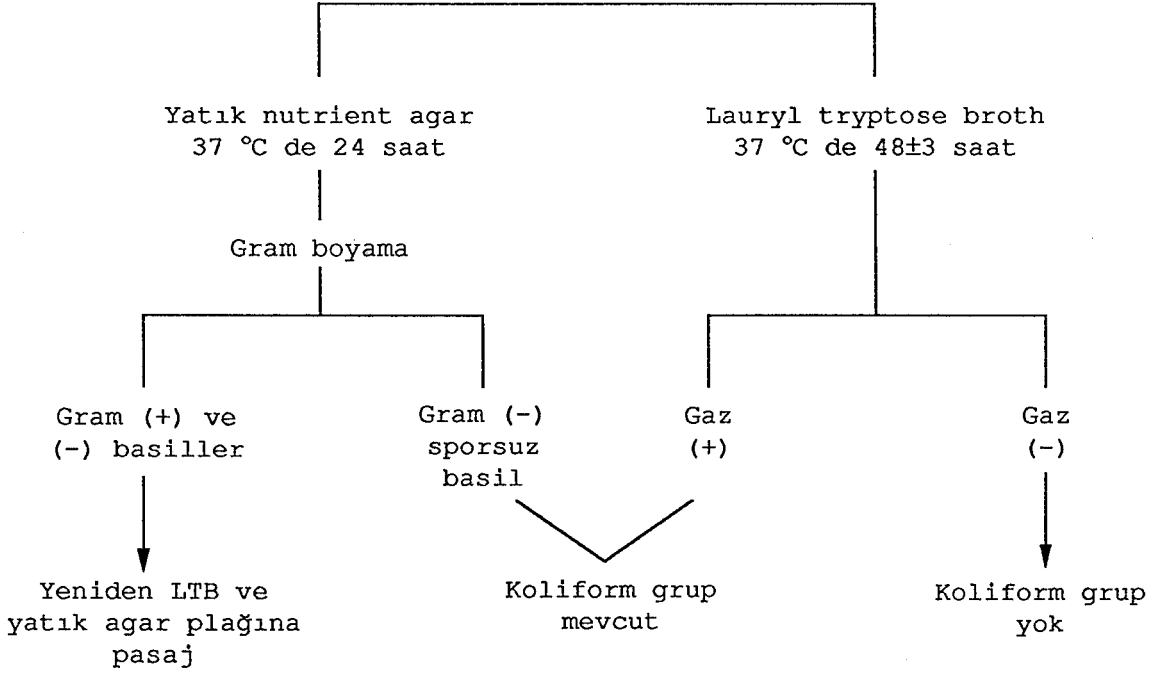 Yatık nutrient agar
37 °C de 24 saat
Lauryl tryptose broth
37 °C de 48±3 saat
Gram boyama
Gram (+) ve
(-) basiller
Gram (-)
sporsuz
basil
Gaz
(+)
Gaz
(-)
Yeniden LTB ve
yatık agar plağına
pasaj
Koliform grup
mevcut
Koliform grup
yok